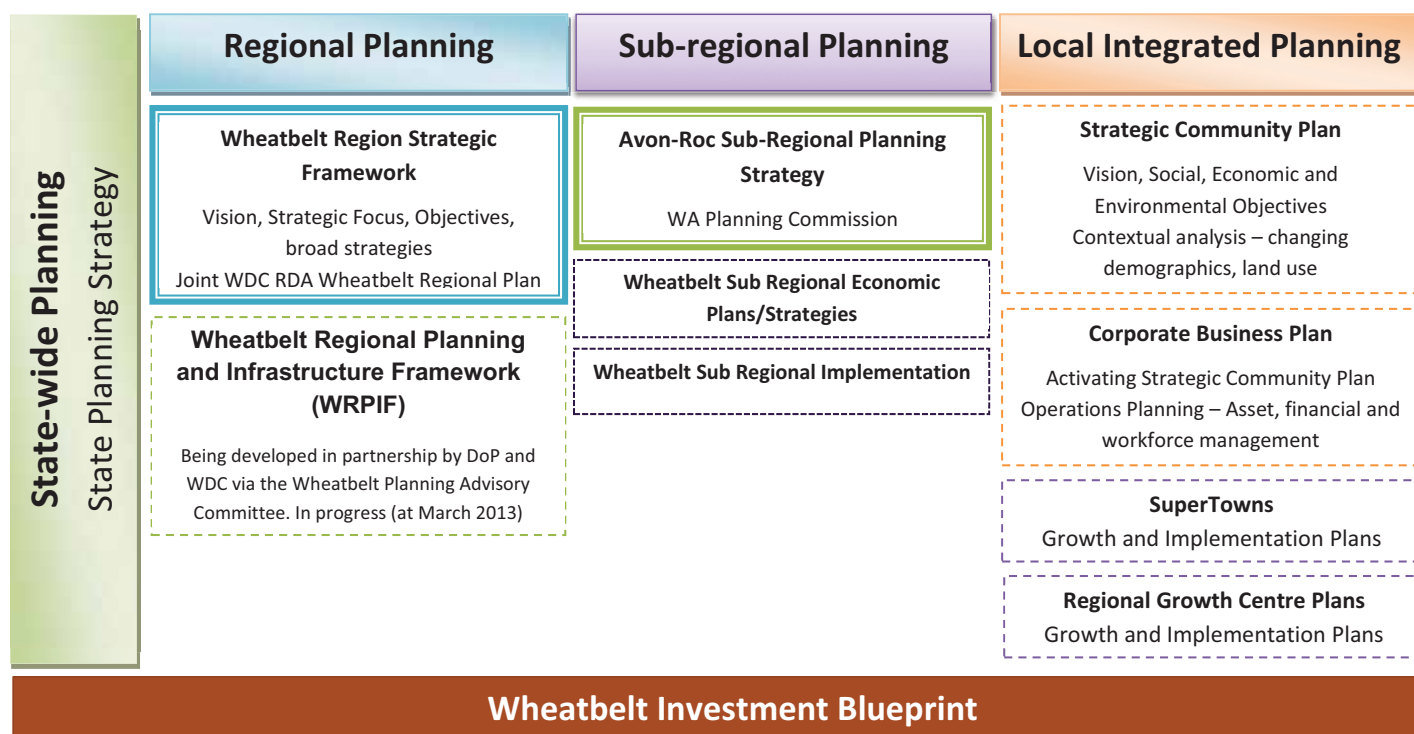 State-wide Planning
State Planning Strategy
Regional Planning
Wheatbelt Region Strategic
Framework
Vision, Strategic Focus, Objectives,
broad strategies
Joint WDC RDA Wheatbelt Regional Plan
Wheatbelt Regional Planning
and Infrastructure Framework
(WRPIF)
Being developed in partnership by DoP and
WDC via the Wheatbelt Planning Advisory
Committee. In progress (at March 2013)
Sub-regional Planning
Avon-Roc Sub-Regional Planning
Strategy
WA Planning Commission
Wheatbelt Sub Regional Economic
Plans/Strategies
Wheatbelt Sub Regional Implementation
Local Integrated Planning
Strategic Community Plan
Vision, Social, Economic and
Environmental Objectives
Contextual analysis – changing
demographics, land use
Corporate Business Plan
Activating Strategic Community Plan
Operations Planning – Asset, financial and
workforce management
SuperTowns
Growth and Implementation Plans
Regional Growth Centre Plans
Growth and Implementation Plans
Wheatbelt Investment Blueprint